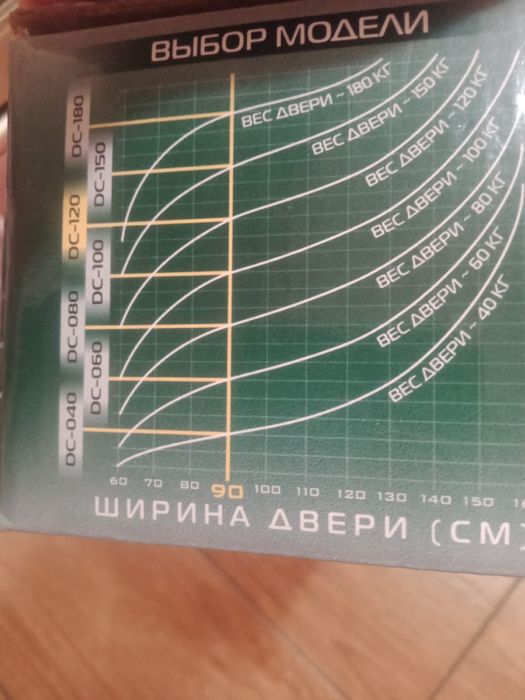 ВЫБОР МОДЕЛИ
DC-180
DC-150
DC-120
DC-100
DC-080
DC-060
DC-040
ВЕС ДВЕРИ ~ 180 КГ
ВЕС ДВЕРИ ~ 150 КГ
ВЕС ДВЕРИ ~ 120 КГ
ВЕС ДВЕРИ ~ 100 КГ
ВЕС ДВЕРИ ~ 80 КГ
ВЕС ДВЕРИ ~ 60 КГ
ВЕС ДВЕРИ ~ 40 КГ
60 70 80 90 100 110 120 130 140 150
ШИРИНА ДВЕРИ (СМ)